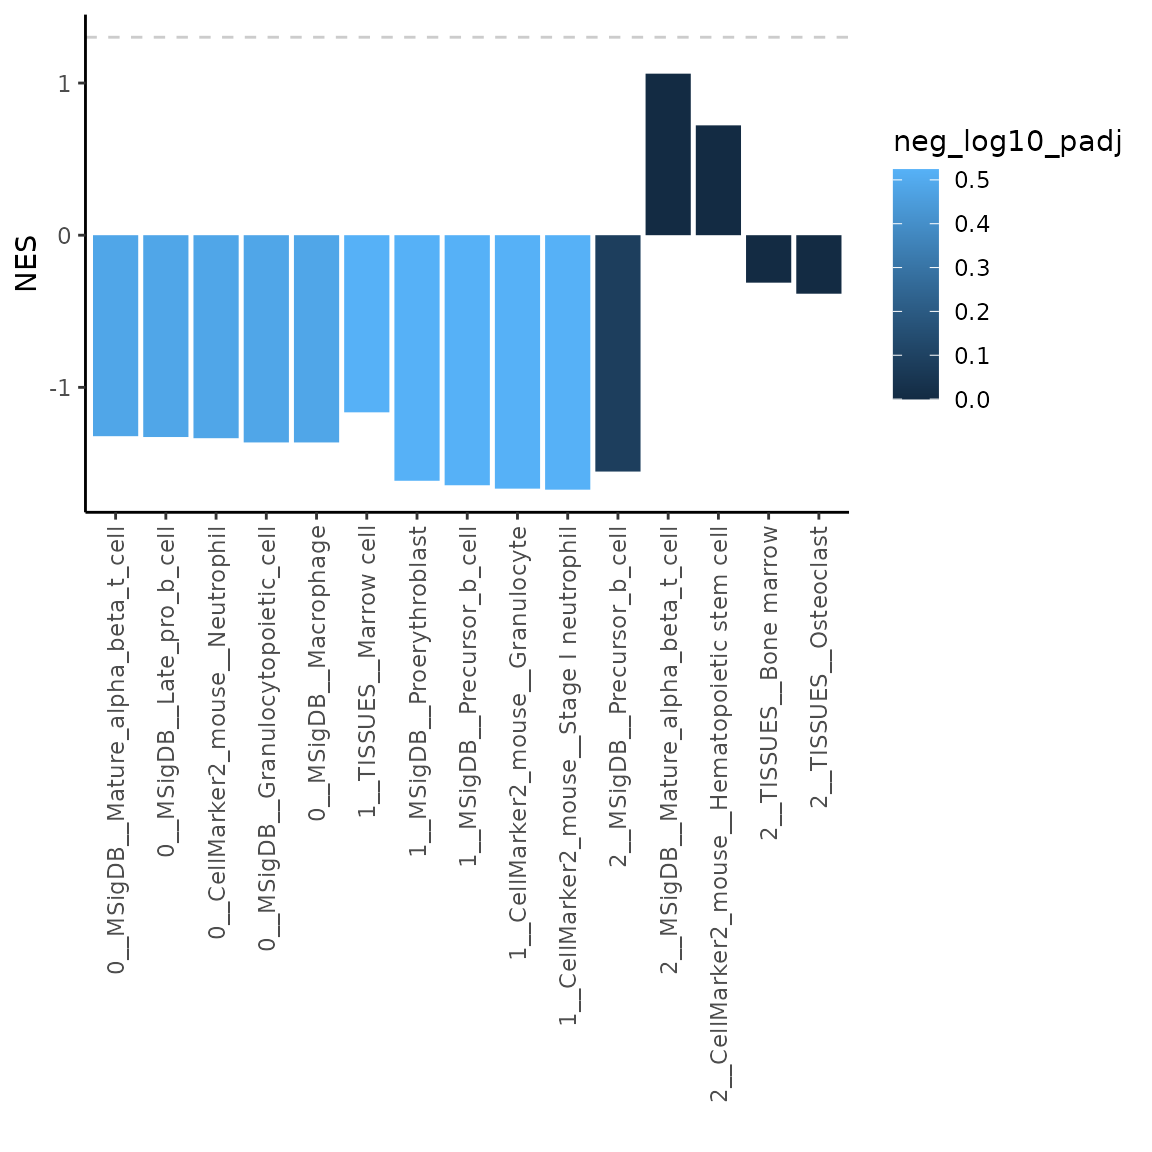 NES
1
0
-1
0__MSigDB__Mature_alpha_beta_t_cell
0__MSigDB__Late_pro_b_cell
0__CellMarker2_mouse__Neutrophil
0__MSigDB__Granulocytopoietic_cell
0__MSigDB__Macrophage
1__TISSUES__Marrow cell
1__MSigDB__Proerythroblast
1__MSigDB__Precursor_b_cell
1__CellMarker2_mouse__Granulocyte
1__CellMarker2_mouse__Stage I neutrophil
2__MSigDB__Precursor_b_cell
2__MSigDB__Mature_alpha_beta_t_cell
2__CellMarker2_mouse__Hematopoietic stem cell
2__TISSUES__Bone marrow
2__TISSUES__Osteoclast
neg_log10_padj
0.5
0.4
0.3
0.2
0.1
0.0